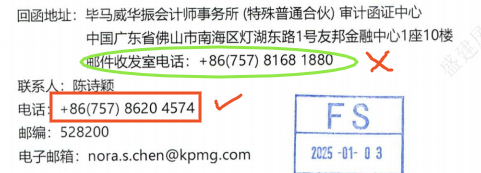 回函地址：毕马威华振会计师事务所 (特殊普通合伙) 审计函证中心
中国广东省佛山市南海区灯湖东路1号友邦金融中心1座10楼
邮件收发室电话：+86(757) 8168 1880
联系人：陈诗颖
电话：+86(757) 8620 4574
邮编：528200
电子邮箱：nora.s.chen@kpmg.com
FS
2025 -01- 03